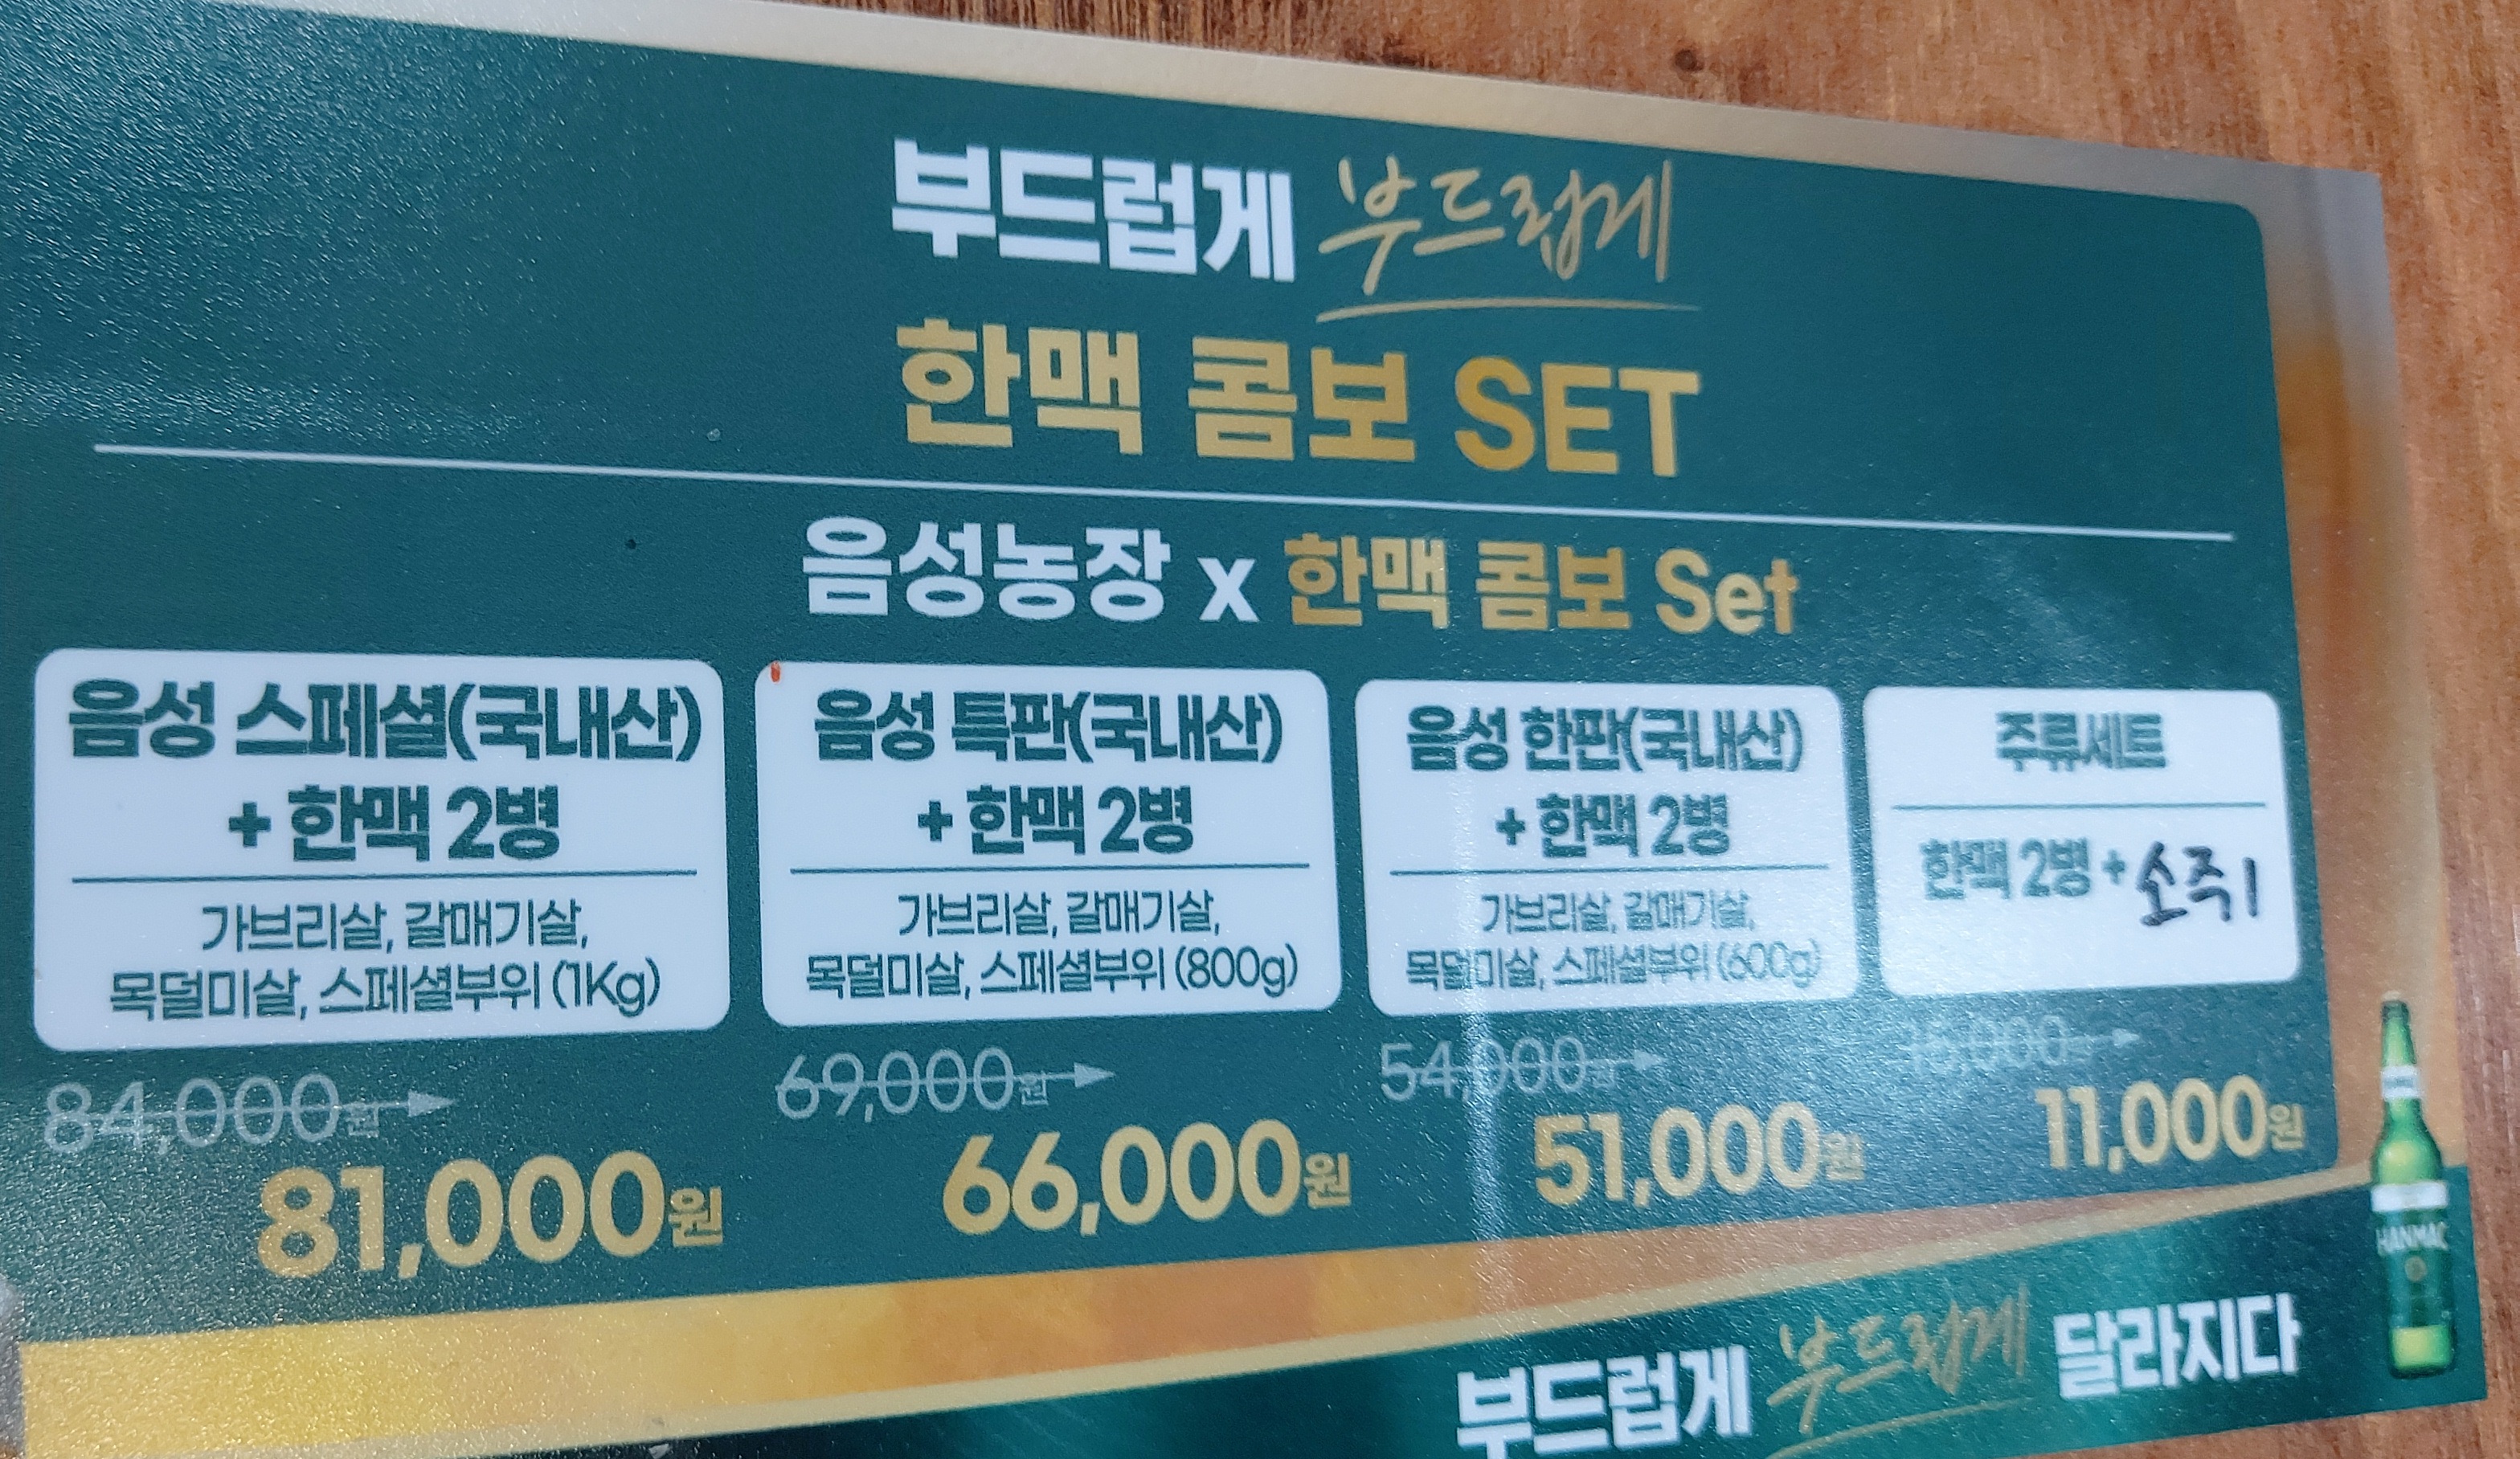 부드럽게 부드럽게
한맥 콤보 SET
음성농장 x 한맥 콤보 Set
음성 스페셜(국내산)
+ 한맥 2병
가브리살, 갈매기살,
목덜미살, 스페셜부위 (1Kg)
84,000원
81,000원
음성 특판(국내산)
+ 한맥 2병
가브리살, 갈매기살,
목덜미살, 스페셜부위 (800g)
69,000원
66,000원
음성 한판(국내산)
+ 한맥 2병
가브리살, 갈매기살,
목덜미살, 스페셜부위 (600g)
54,000원
51,000원
주류세트
한맥 2병 + 소주1
15,000원
11,000원
HANMAC
부드럽게 부드럽게 달라지다